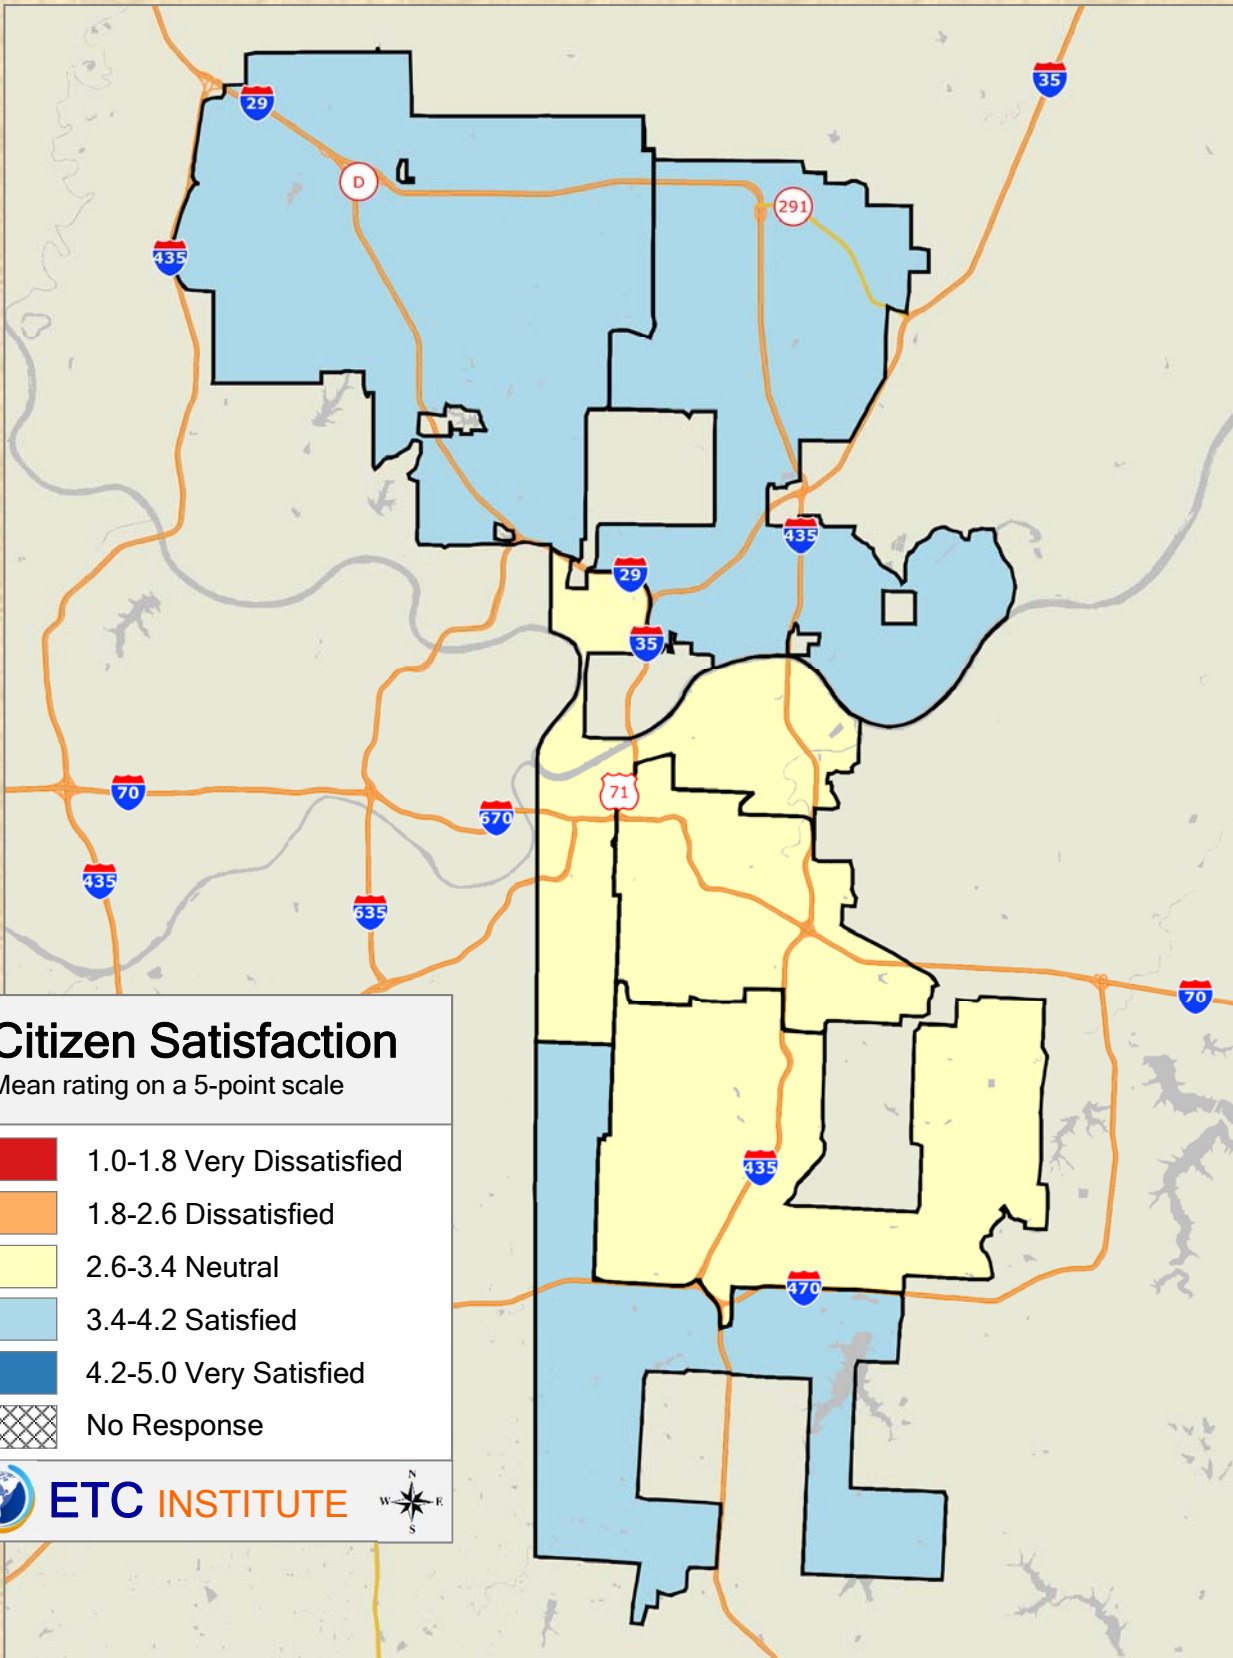 35
29
D
291
435
435
29
35
70
71
670
435
635
70
Citizen Satisfaction
Mean rating on a 5-point scale
1.0-1.8 Very Dissatisfied
1.8-2.6 Dissatisfied
2.6-3.4 Neutral
3.4-4.2 Satisfied
4.2-5.0 Very Satisfied
No Response
435
470
ETC INSTITUTE
N
W E
S